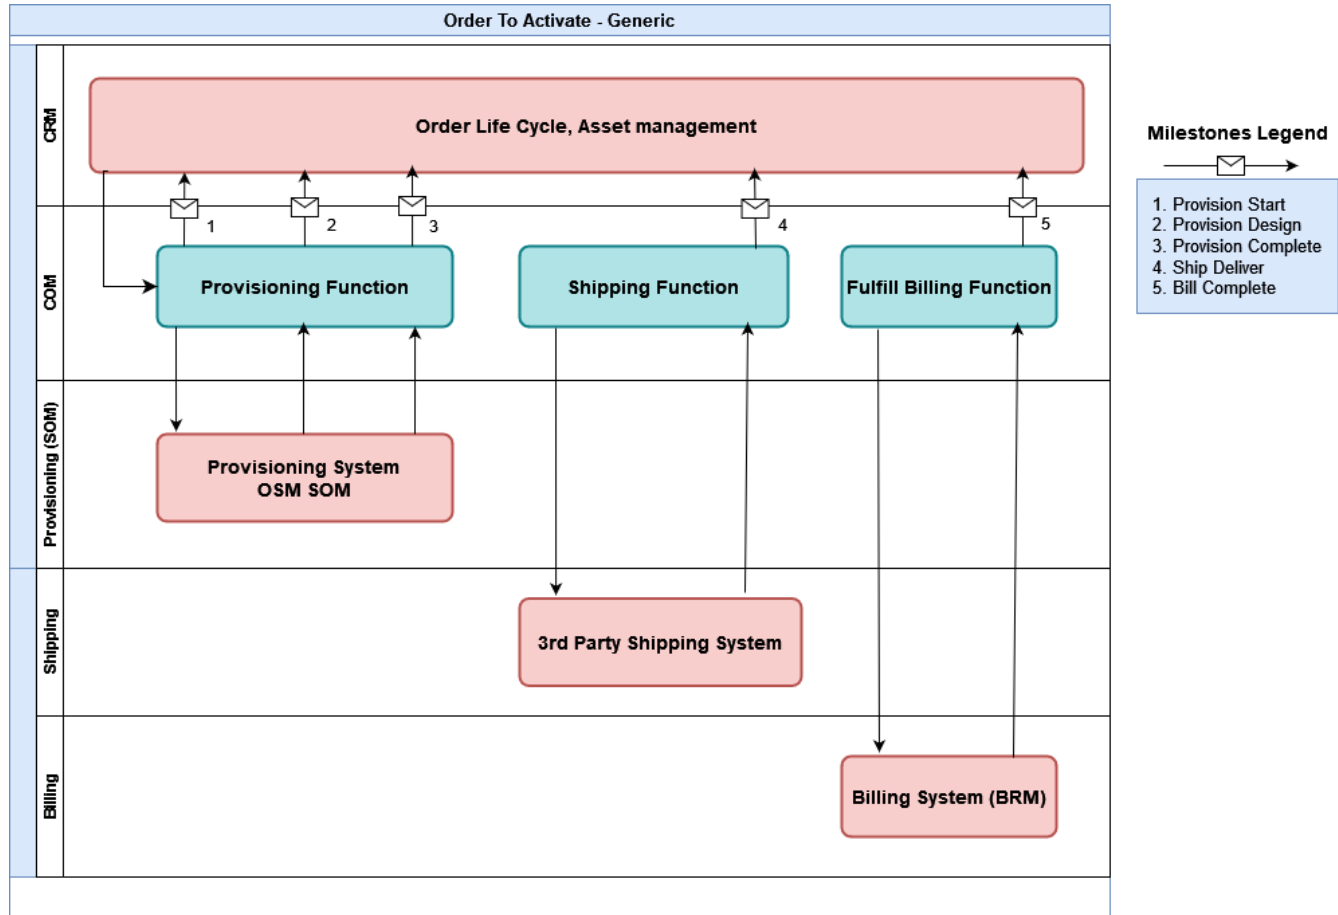 Order To Activate - Generic
CRM
Order Life Cycle, Asset management
1
2
3
4
5
COM
Provisioning Function
Shipping Function
Fulfill Billing Function
Provisioning (SOM)
Provisioning System
OSM SOM
Shipping
3rd Party Shipping System
Billing
Billing System (BRM)
Milestones Legend
1. Provision Start
2. Provision Design
3. Provision Complete
4. Ship Deliver
5. Bill Complete